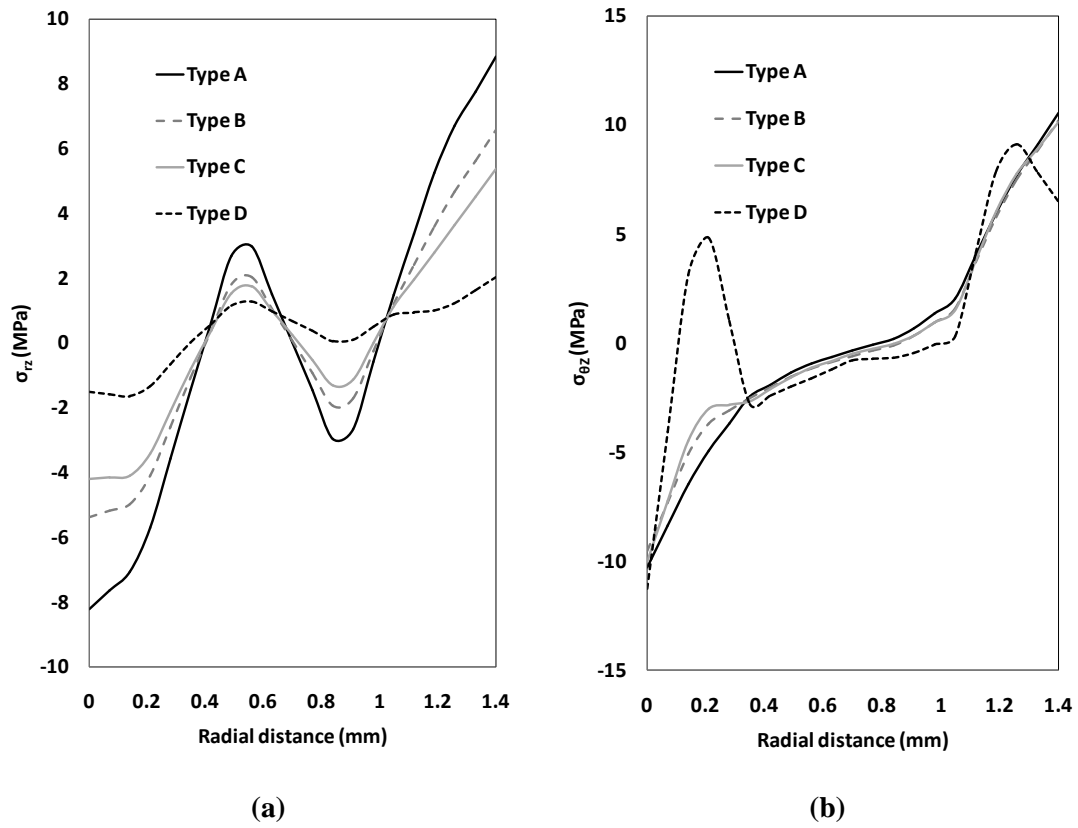 10
8
6
4
2
0
-2
-4
-6
-8
-10
σrz (MPa)
Type A
Type B
Type C
Type D
0 0.2 0.4 0.6 0.8 1 1.2 1.4
Radial distance (mm)
(a)
15
10
5
0
-5
-10
-15
σθZ (MPa)
Type A
Type B
Type C
Type D
0 0.2 0.4 0.6 0.8 1 1.2 1.4
Radial distance (mm)
(b)